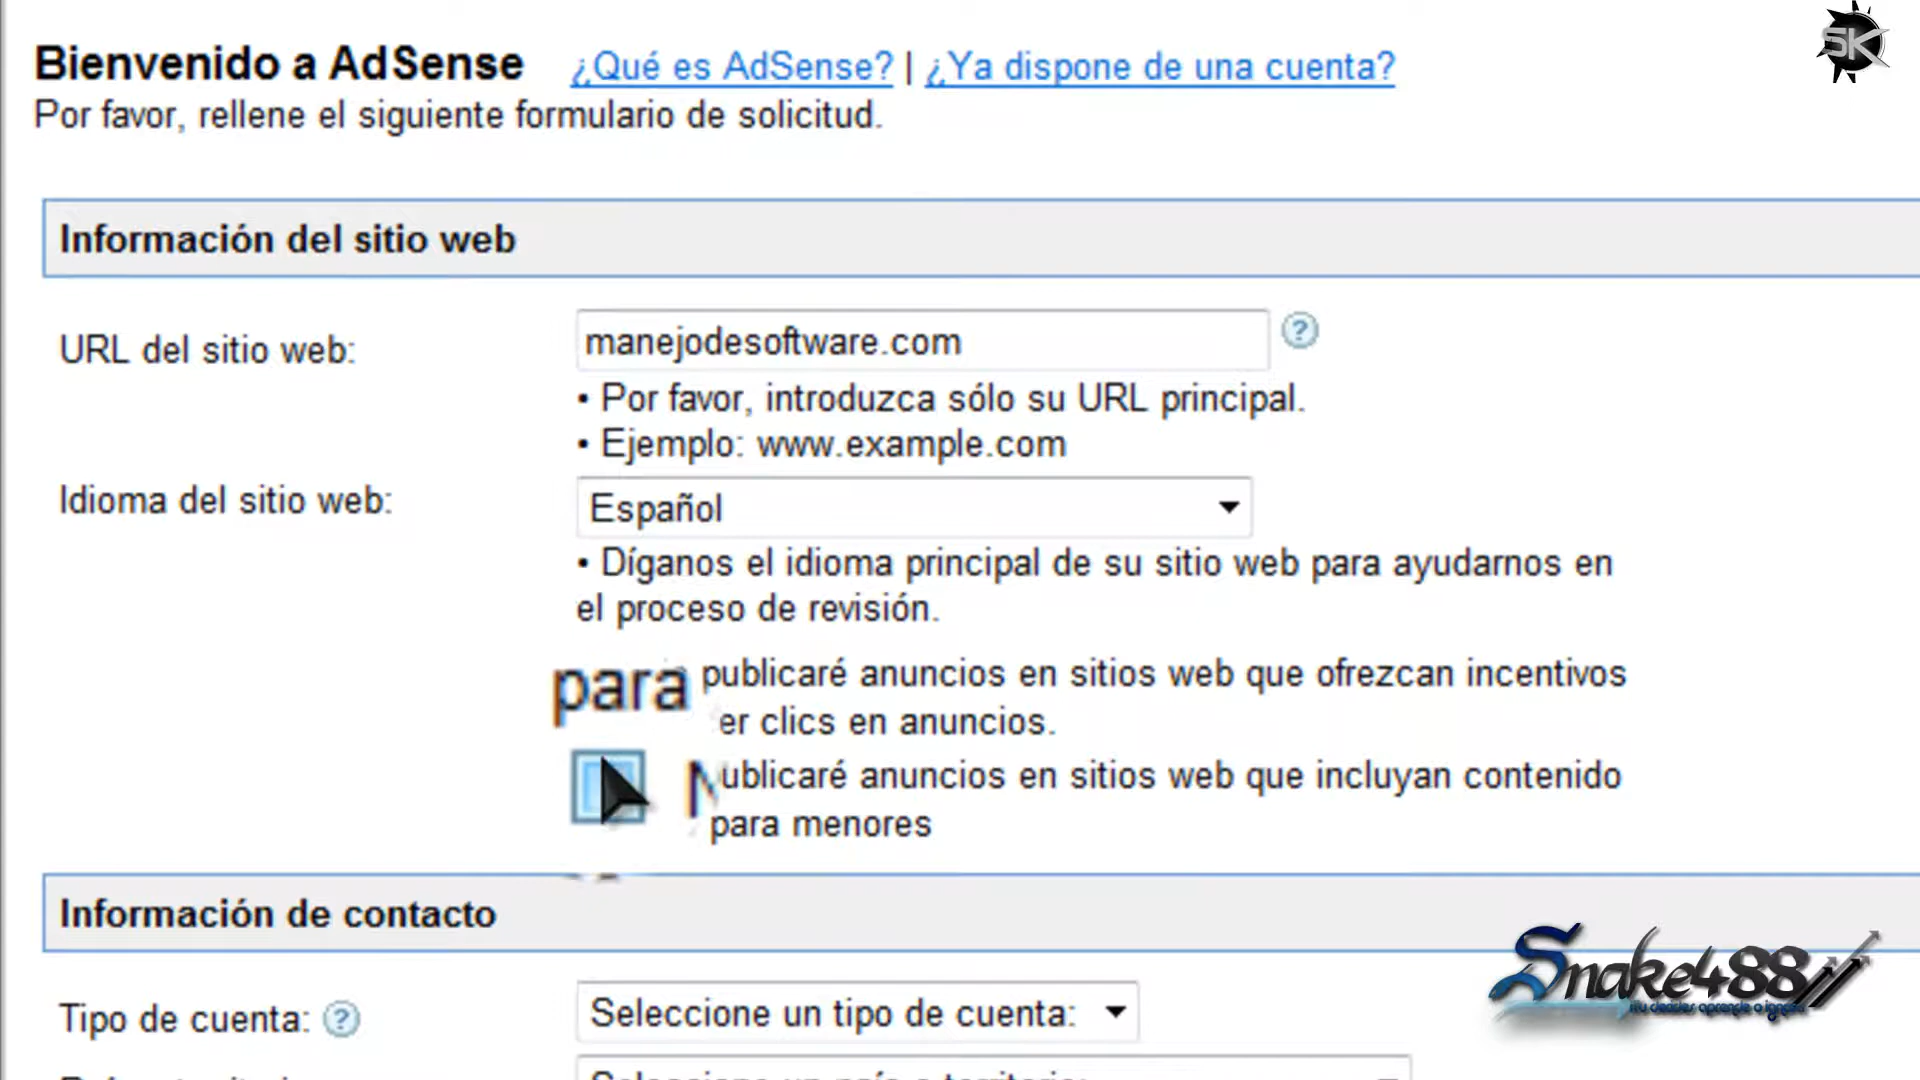 Bienvenido a AdSense ¿Qué es AdSense? | ¿Ya dispone de una cuenta?
Por favor, rellene el siguiente formulario de solicitud.
Información del sitio web
URL del sitio web: manejodesoftware.com
• Por favor, introduzca sólo su URL principal.
• Ejemplo: www.example.com
Idioma del sitio web: Español
• Díganos el idioma principal de su sitio web para ayudarnos en
el proceso de revisión.
para publicaré anuncios en sitios web que ofrezcan incentivos
er clics en anuncios.
N ublicaré anuncios en sitios web que incluyan contenido
para menores
Información de contacto
Tipo de cuenta: Seleccione un tipo de cuenta:
SK
Snake488